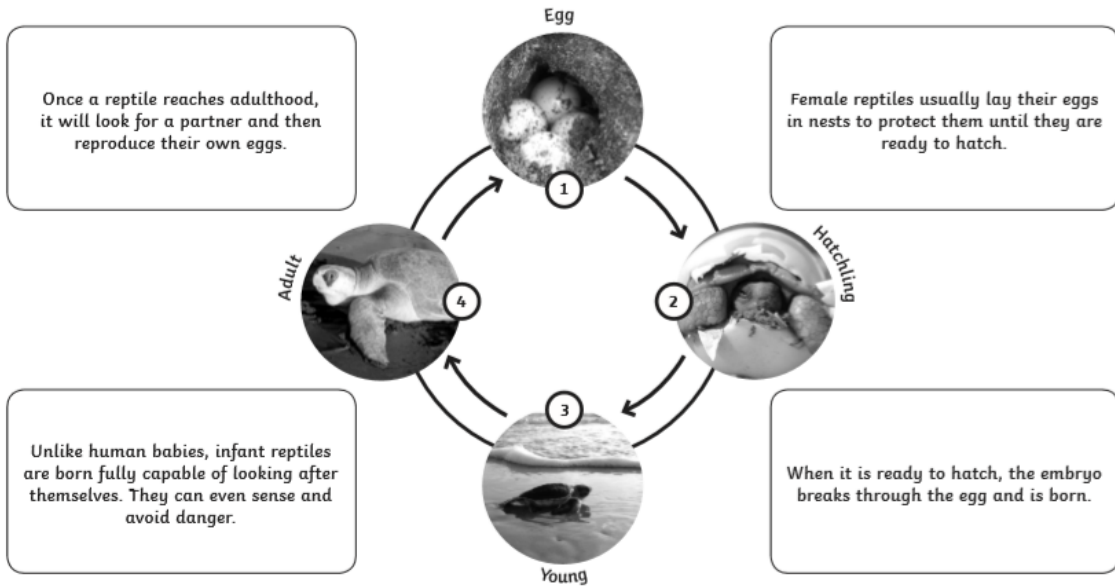 Egg
Once a reptile reaches adulthood,
it will look for a partner and then
reproduce their own eggs.
Female reptiles usually lay their eggs
in nests to protect them until they are
ready to hatch.
1
Adult
4
2
Hatchling
3
Unlike human babies, infant reptiles
are born fully capable of looking after
themselves. They can even sense and
avoid danger.
When it is ready to hatch, the embryo
breaks through the egg and is born.
Young